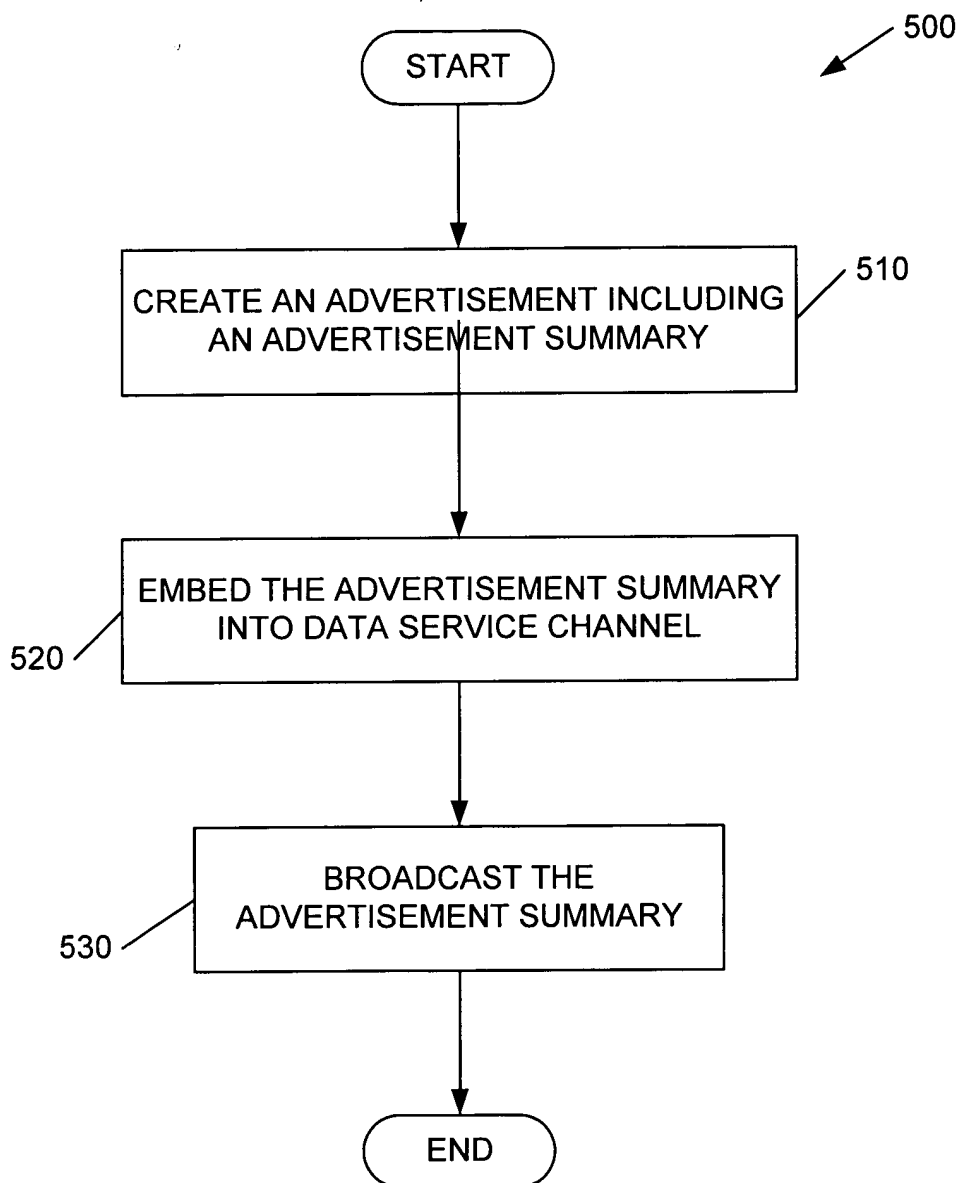 500
START
CREATE AN ADVERTISEMENT INCLUDING
AN ADVERTISEMENT SUMMARY
510
EMBED THE ADVERTISEMENT SUMMARY
INTO DATA SERVICE CHANNEL
520
BROADCAST THE
ADVERTISEMENT SUMMARY
530
END